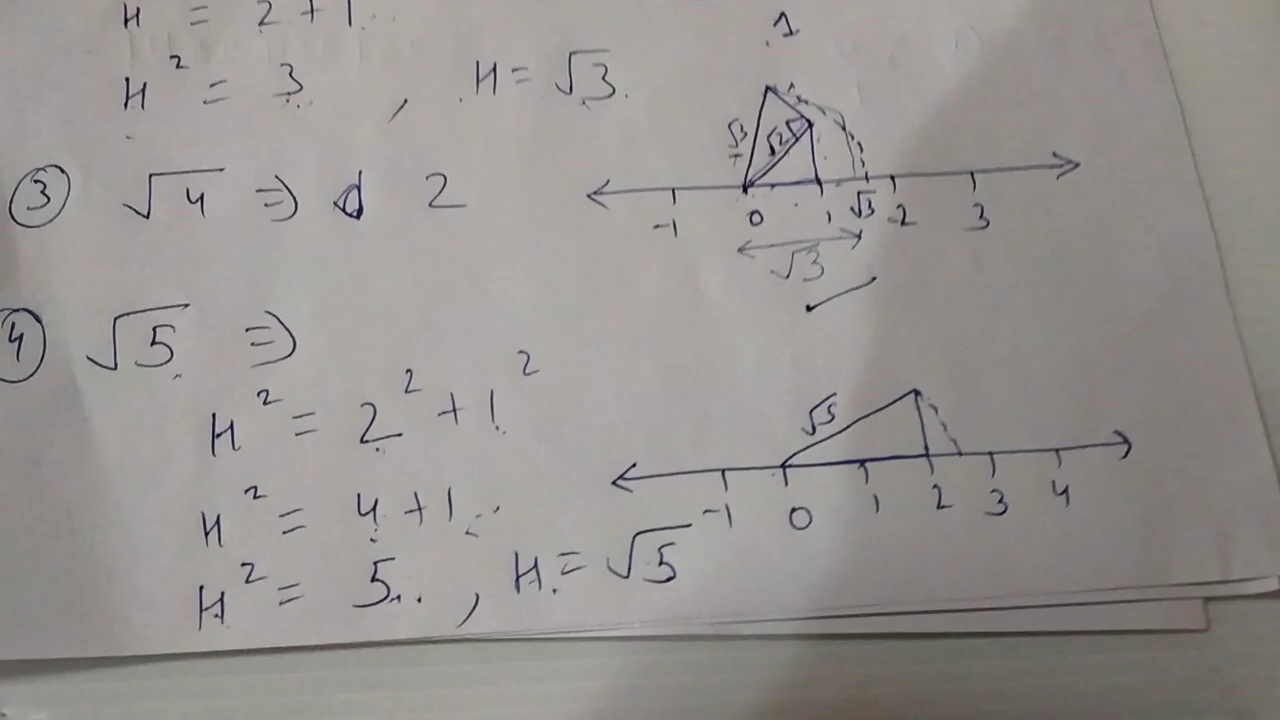 H = 2 + 1
H² = 3 , H = √3
1
√3 √2
③ √4 ⇒ 2
-1 0 1 √3 2 3
√3
④ √5 ⇒
H² = 2² + 1²
√5
H² = 4 + 1
-1 0 1 2 3 4
H² = 5 , H = √5